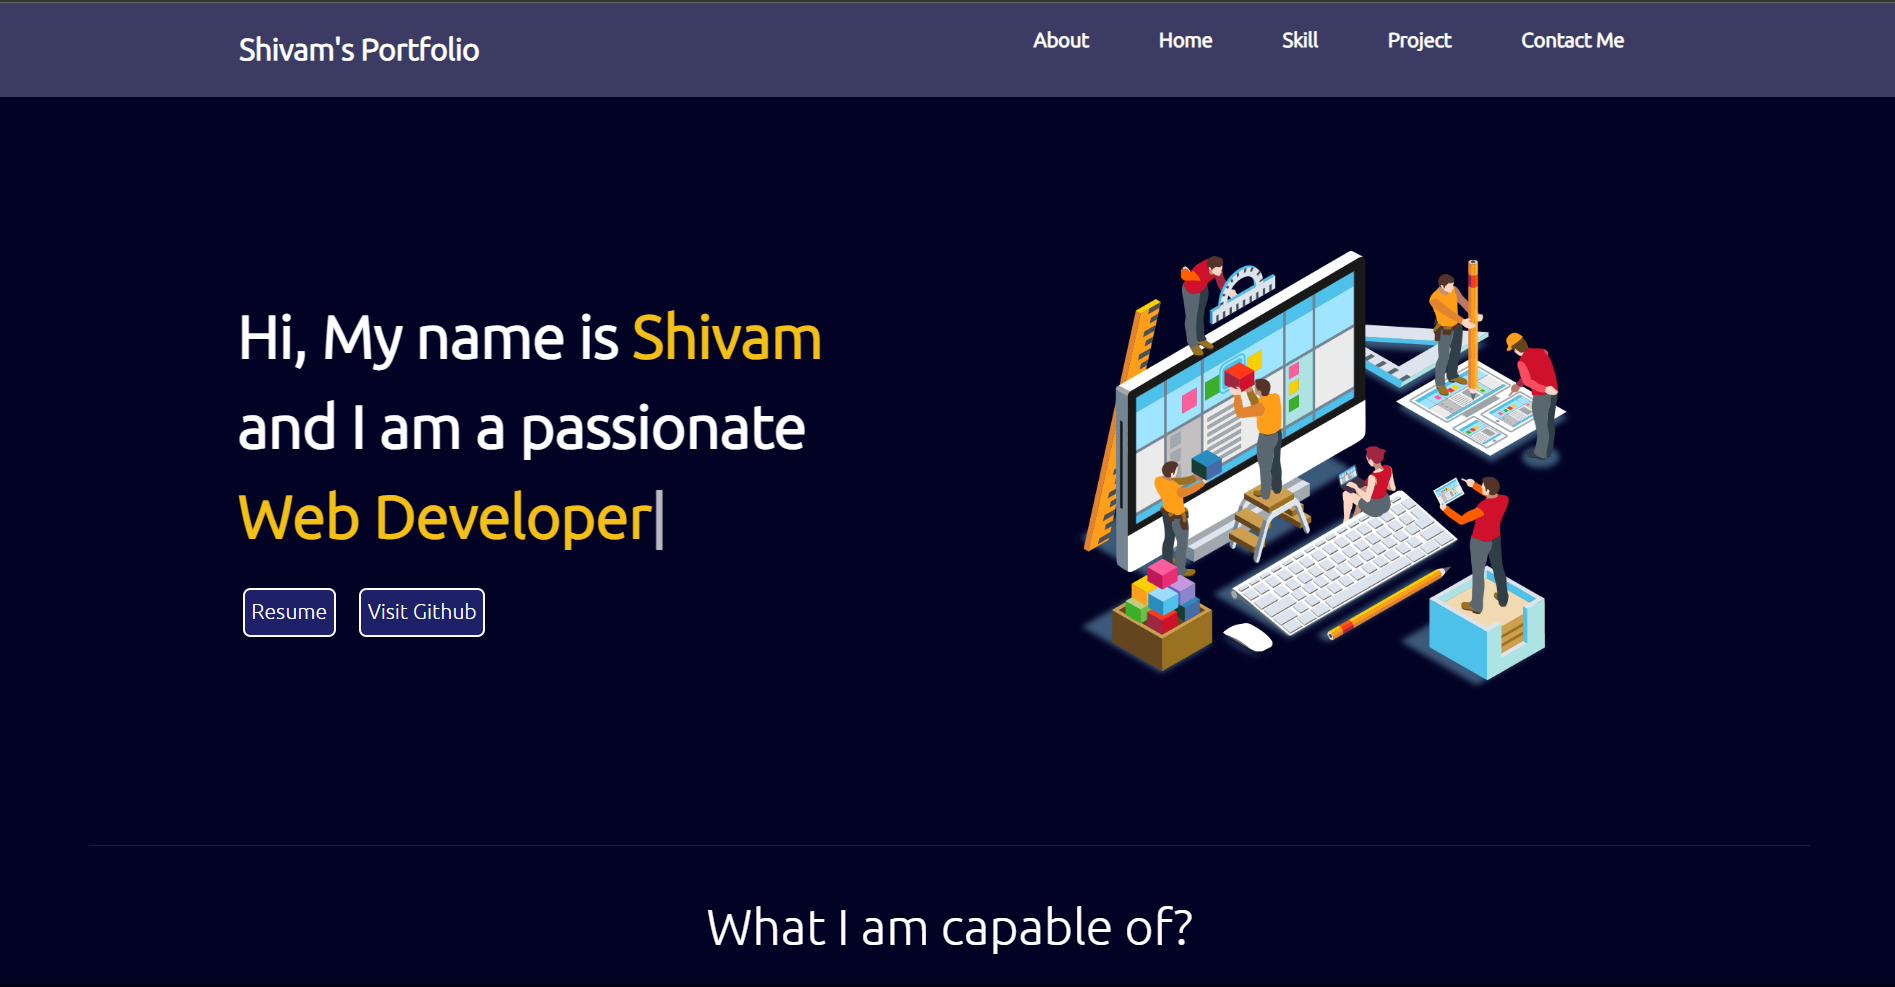 Shivam's Portfolio
About Home Skill Project Contact Me
Hi, My name is Shivam
and I am a passionate
Web Developer|
Resume Visit Github
What I am capable of?